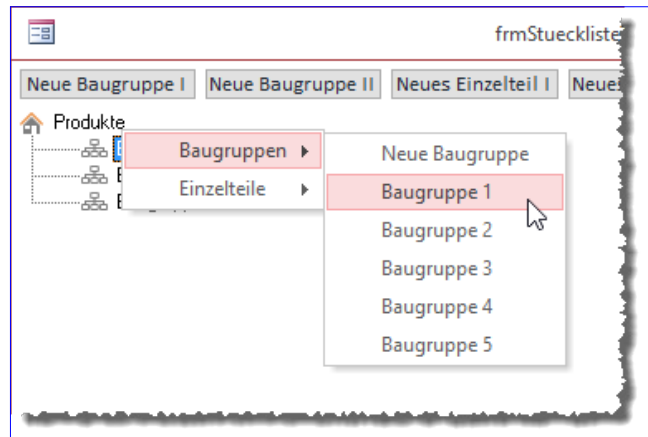 frmStueckliste
Neue Baugruppe I Neue Baugruppe II Neues Einzelteil I
Produkte
Baugruppen
Einzelteile
Neue Baugruppe
Baugruppe 1
Baugruppe 2
Baugruppe 3
Baugruppe 4
Baugruppe 5